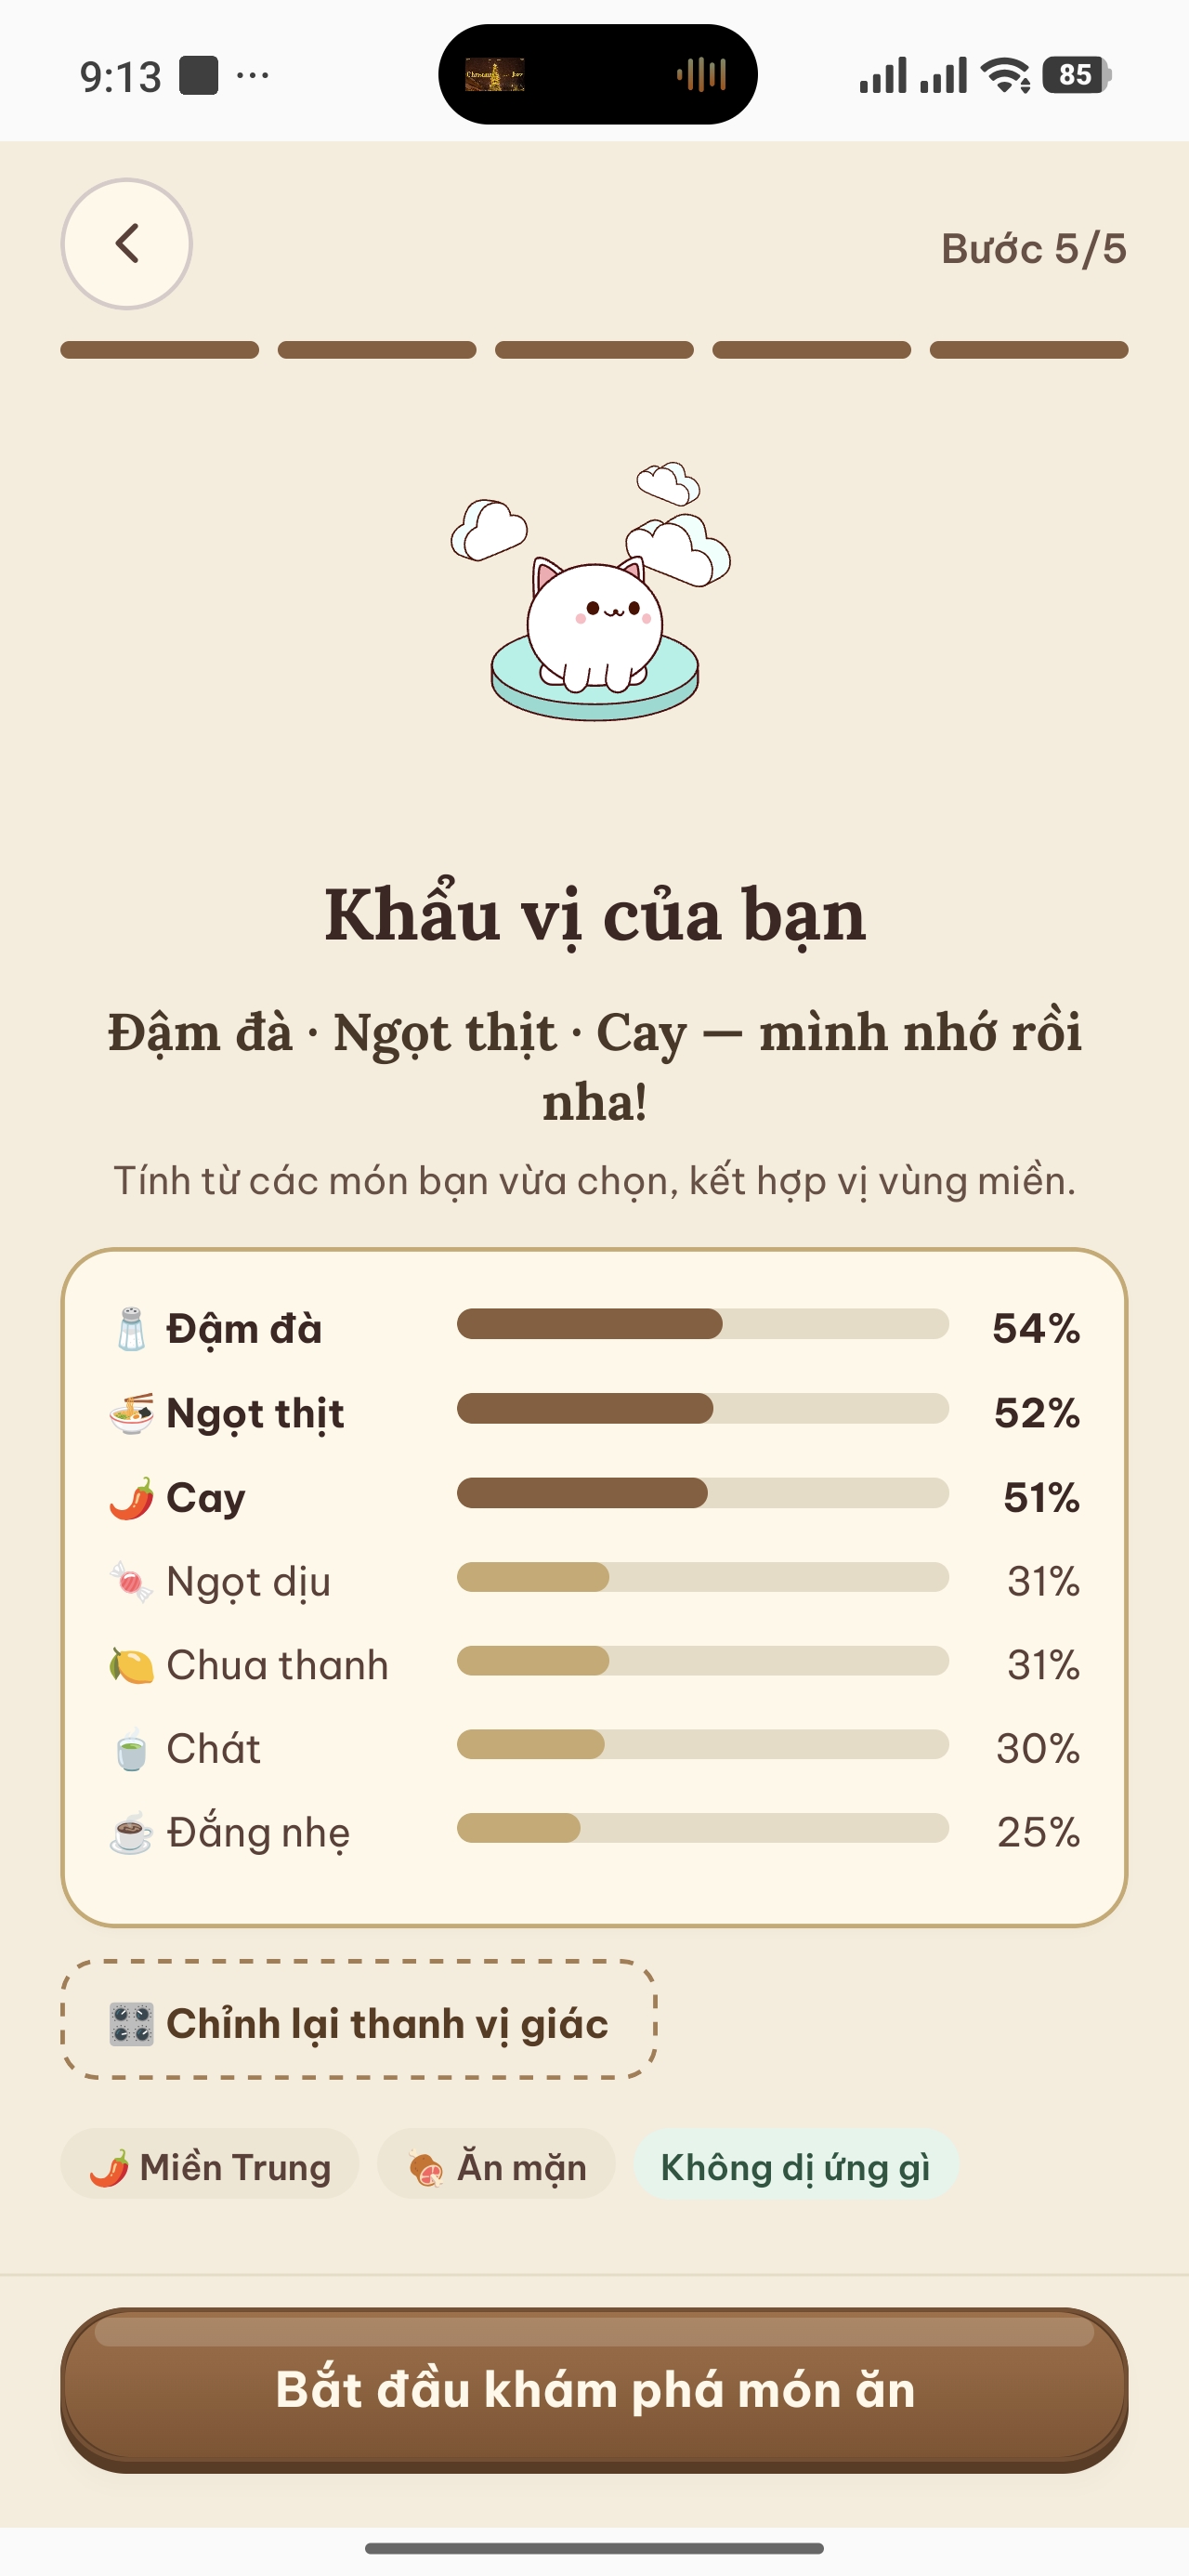 9:13 ...
85
Bước 5/5
Khẩu vị của bạn
Đậm đà · Ngọt thịt · Cay — mình nhớ rồi
nha!
Tính từ các món bạn vừa chọn, kết hợp vị vùng miền.
Đậm đà 54%
Ngọt thịt 52%
Cay 51%
Ngọt dịu 31%
Chua thanh 31%
Chát 30%
Đắng nhẹ 25%
Chỉnh lại thanh vị giác
Miền Trung Ăn mặn Không dị ứng gì
Bắt đầu khám phá món ăn